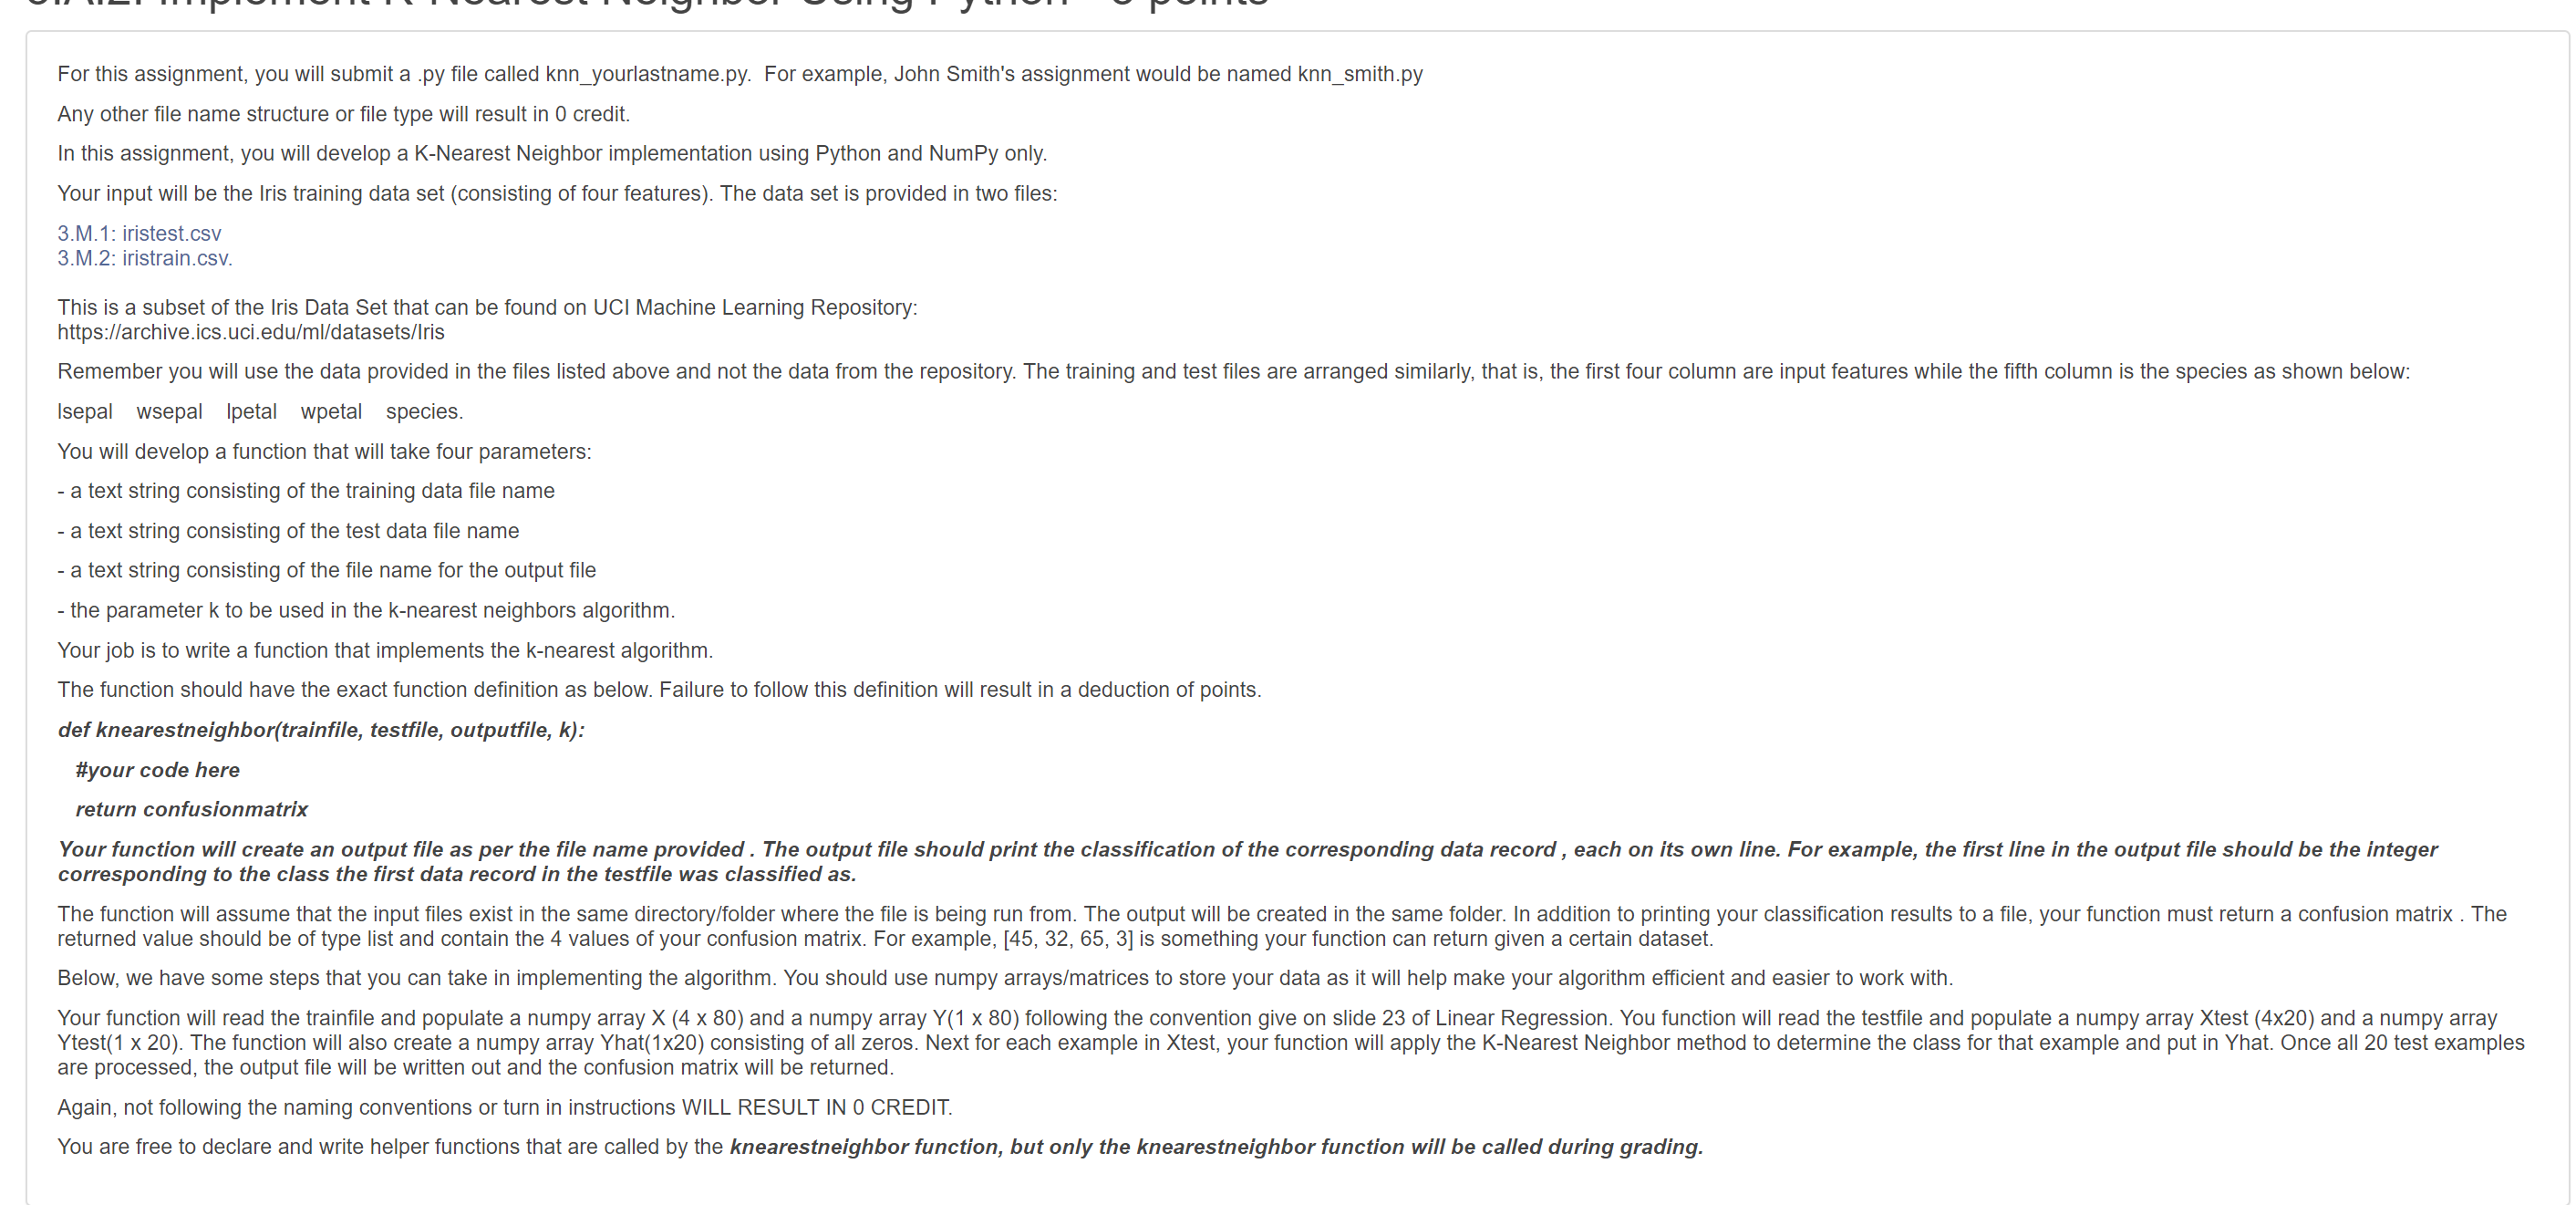 Implement K-Nearest Neighbor Using Python - points
For this assignment, you will submit a .py file called knn_yourlastname.py.  For example, John Smith's assignment would be named knn_smith.py
Any other file name structure or file type will result in 0 credit.
In this assignment, you will develop a K-Nearest Neighbor implementation using Python and NumPy only.
Your input will be the Iris training data set (consisting of four features). The data set is provided in two files:
3.M.1: iristest.csv
3.M.2: iristrain.csv.
This is a subset of the Iris Data Set that can be found on UCI Machine Learning Repository:
https://archive.ics.uci.edu/ml/datasets/Iris
Remember you will use the data provided in the files listed above and not the data from the repository. The training and test files are arranged similarly, that is, the first four column are input features while the fifth column is the species as shown below:
lsepal    wsepal    lpetal    wpetal    species.
You will develop a function that will take four parameters:
- a text string consisting of the training data file name
- a text string consisting of the test data file name
- a text string consisting of the file name for the output file
- the parameter k to be used in the k-nearest neighbors algorithm.
Your job is to write a function that implements the k-nearest algorithm.
The function should have the exact function definition as below. Failure to follow this definition will result in a deduction of points.
def knearestneighbor(trainfile, testfile, outputfile, k):
#your code here
return confusionmatrix
Your function will create an output file as per the file name provided . The output file should print the classification of the corresponding data record , each on its own line. For example, the first line in the output file should be the integer
corresponding to the class the first data record in the testfile was classified as.
The function will assume that the input files exist in the same directory/folder where the file is being run from. The output will be created in the same folder. In addition to printing your classification results to a file, your function must return a confusion matrix . The
returned value should be of type list and contain the 4 values of your confusion matrix. For example, [45, 32, 65, 3] is something your function can return given a certain dataset.
Below, we have some steps that you can take in implementing the algorithm. You should use numpy arrays/matrices to store your data as it will help make your algorithm efficient and easier to work with.
Your function will read the trainfile and populate a numpy array X (4 x 80) and a numpy array Y(1 x 80) following the convention give on slide 23 of Linear Regression. You function will read the testfile and populate a numpy array Xtest (4x20) and a numpy array
Ytest(1 x 20). The function will also create a numpy array Yhat(1x20) consisting of all zeros. Next for each example in Xtest, your function will apply the K-Nearest Neighbor method to determine the class for that example and put in Yhat. Once all 20 test examples
are processed, the output file will be written out and the confusion matrix will be returned.
Again, not following the naming conventions or turn in instructions WILL RESULT IN 0 CREDIT.
You are free to declare and write helper functions that are called by the knearestneighbor function, but only the knearestneighbor function will be called during grading.